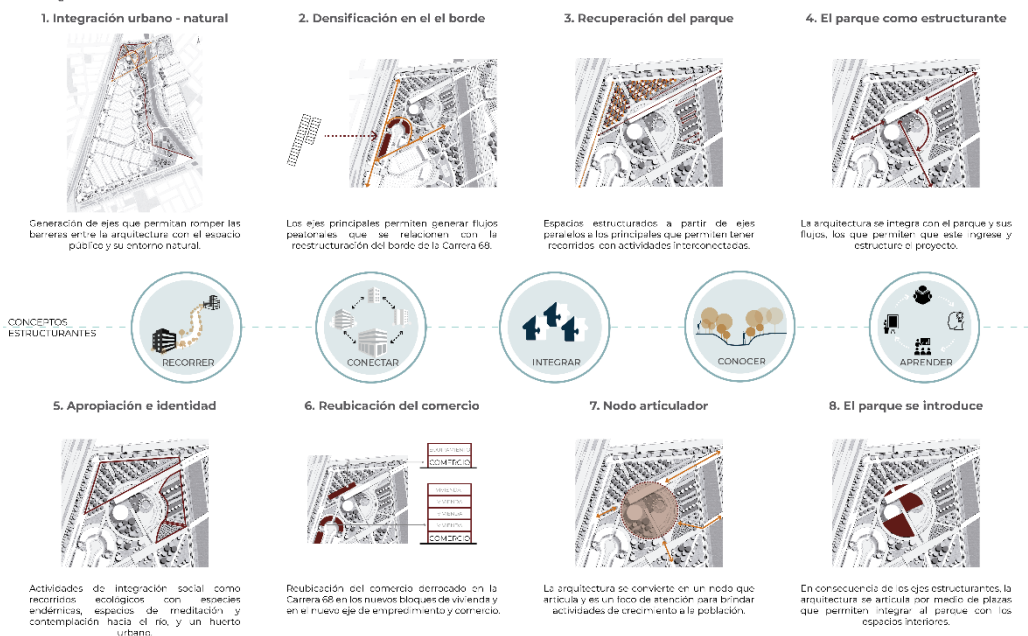 1. Integración urbano - natural
2. Densificación en el el borde
3. Recuperación del parque
4. El parque como estructurante
Generación de ejes que permitan romper las
barreras entre la arquitectura con el espacio
público y su entorno natural.
Los ejes principales permiten generar flujos
peatonales que se relacionen con la
reestructuración del borde de la Carrera 68.
Espacios estructurados a partir de ejes
paralelos a los principales que permiten tener
recorridos con actividades interconectadas.
La arquitectura se integra con el parque y sus
flujos, los que permiten que este ingrese y
estructure el proyecto.
CONCEPTOS
ESTRUCTURANTES
RECORRER
CONECTAR
INTEGRAR
CONOCER
APRENDER
5. Apropiación e identidad
6. Reubicación del comercio
7. Nodo articulador
8. El parque se introduce
EQUIPAMIENTO
COMERCIO
VIVIENDA
VIVIENDA
VIVIENDA
VIVIENDA
COMERCIO
Actividades de integración social como
recorridos ecológicos con especies
endémicas, espacios de meditación y
contemplación hacia el río, y un huerto
urbano.
Reubicación del comercio derrocado en la
Carrera 68 en los nuevos bloques de vivienda y
en el nuevo eje de empredimiento y comercio.
La arquitectura se convierte en un nodo que
articula y es un foco de atención para brindar
actividades de crecimiento a la población.
En consecuencia de los ejes estructurantes, la
arquitectura se articula por medio de plazas
que permiten integrar al parque con los
espacios interiores.